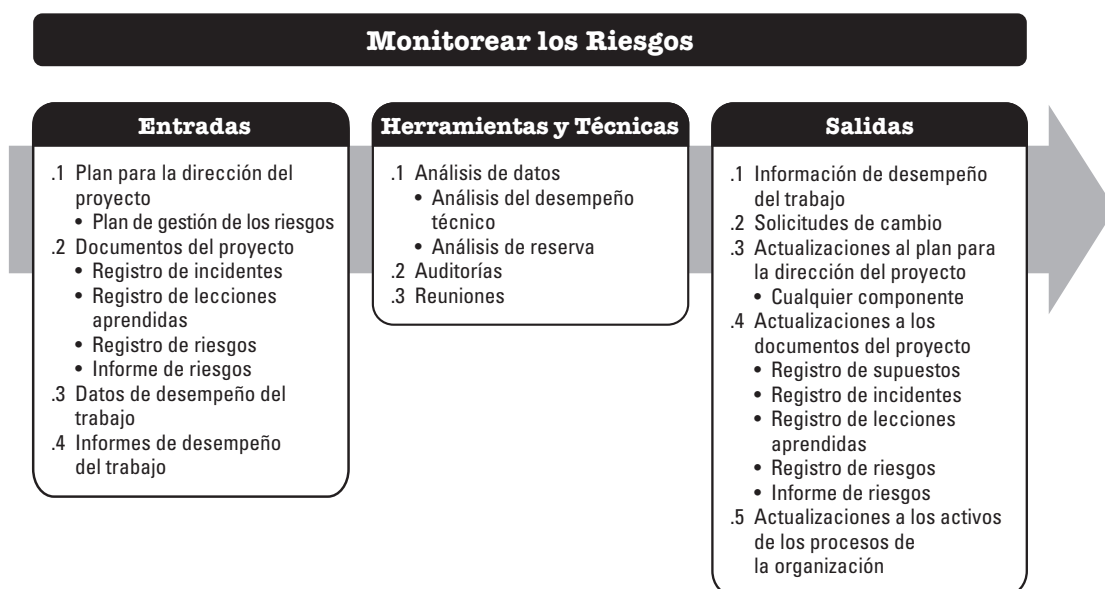 Monitorear los Riesgos
Entradas
.1 Plan para la dirección del
proyecto
• Plan de gestión de los riesgos
.2 Documentos del proyecto
• Registro de incidentes
• Registro de lecciones
aprendidas
• Registro de riesgos
• Informe de riesgos
.3 Datos de desempeño del
trabajo
.4 Informes de desempeño
del trabajo
Herramientas y Técnicas
.1 Análisis de datos
• Análisis del desempeño
técnico
• Análisis de reserva
.2 Auditorías
.3 Reuniones
Salidas
.1 Información de desempeño
del trabajo
.2 Solicitudes de cambio
.3 Actualizaciones al plan para
la dirección del proyecto
• Cualquier componente
.4 Actualizaciones a los
documentos del proyecto
• Registro de supuestos
• Registro de incidentes
• Registro de lecciones
aprendidas
• Registro de riesgos
• Informe de riesgos
.5 Actualizaciones a los activos
de los procesos de
la organización